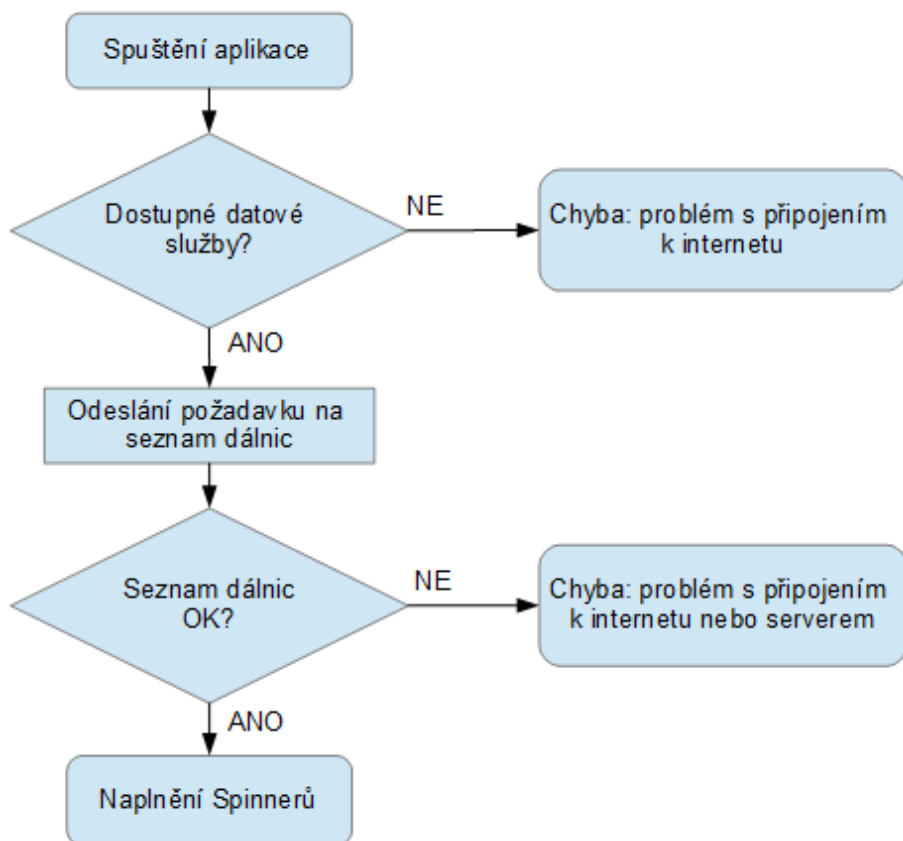 Spuštění aplikace
Dostupné datové
služby?
NE
Chyba: problém s připojením
k internetu
ANO
Odeslání požadavku na
seznam dálnic
Seznam dálnic
OK?
NE
Chyba: problém s připojením
k internetu nebo serverem
ANO
Naplnění Spinnerů